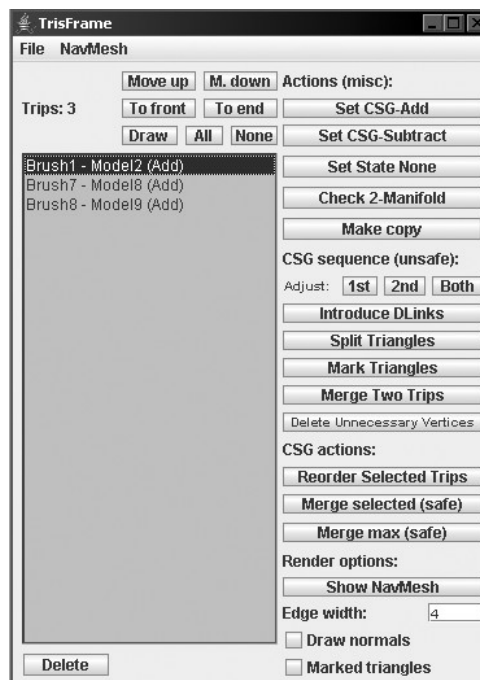 TrisFrame
File NavMesh
Move up M. down Actions (misc):
Trips: 3 To front To end Set CSG-Add
Draw All None Set CSG-Subtract
Brush1 - Model2 (Add)
Brush7 - Model8 (Add)
Brush8 - Model9 (Add)
Set State None
Check 2-Manifold
Make copy
CSG sequence (unsafe):
Adjust: 1st 2nd Both
Introduce DLinks
Split Triangles
Mark Triangles
Merge Two Trips
Delete Unnecessary Vertices
CSG actions:
Reorder Selected Trips
Merge selected (safe)
Merge max (safe)
Render options:
Show NavMesh
Edge width: 4
Draw normals
Delete Marked triangles